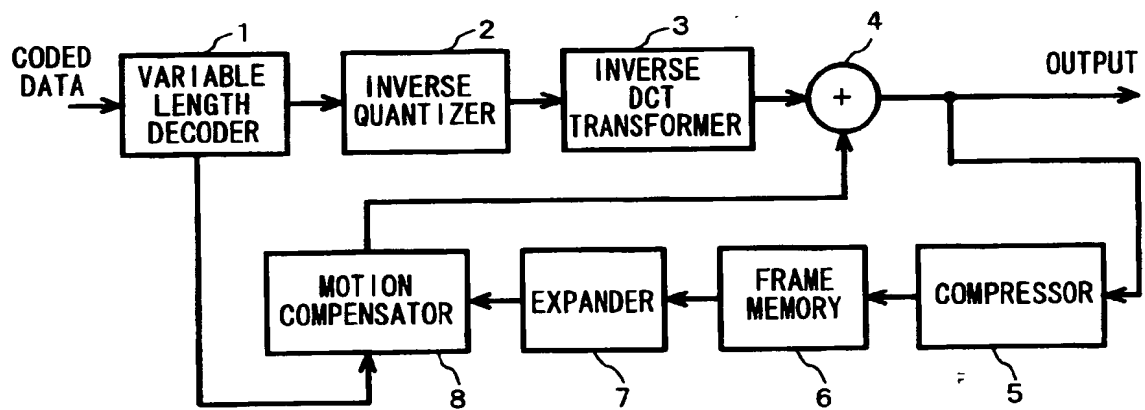 1
2
3
4
CODED
DATA
VARIABLE
LENGTH
DECODER
INVERSE
QUANTIZER
INVERSE
DCT
TRANSFORMER
+
OUTPUT
MOTION
COMPENSATOR
EXPANDER
FRAME
MEMORY
COMPRESSOR
8
7
6
5